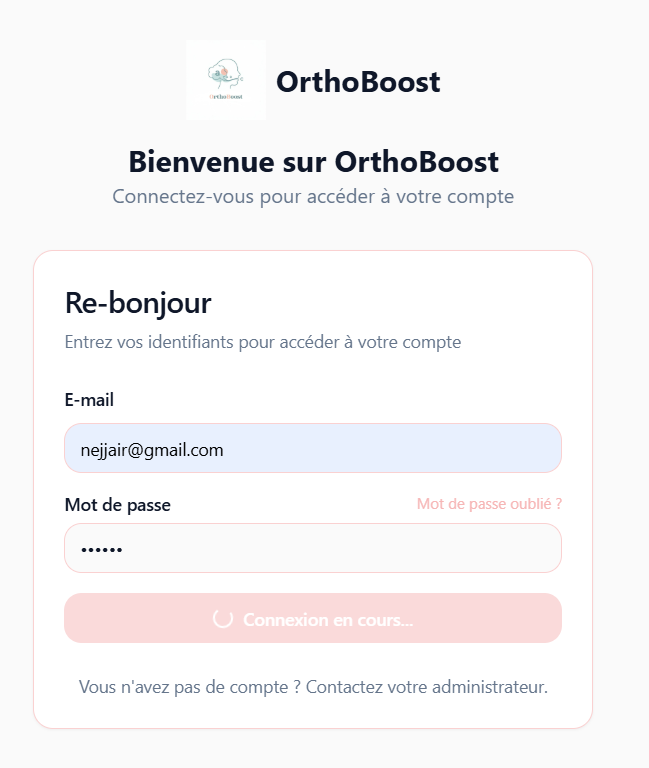 OrthoBoost
OrthoBoost
Bienvenue sur OrthoBoost
Connectez-vous pour accéder à votre compte
Re-bonjour
Entrez vos identifiants pour accéder à votre compte
E-mail
nejjair@gmail.com
Mot de passe Mot de passe oublié ?
••••••
Connexion en cours...
Vous n'avez pas de compte ? Contactez votre administrateur.